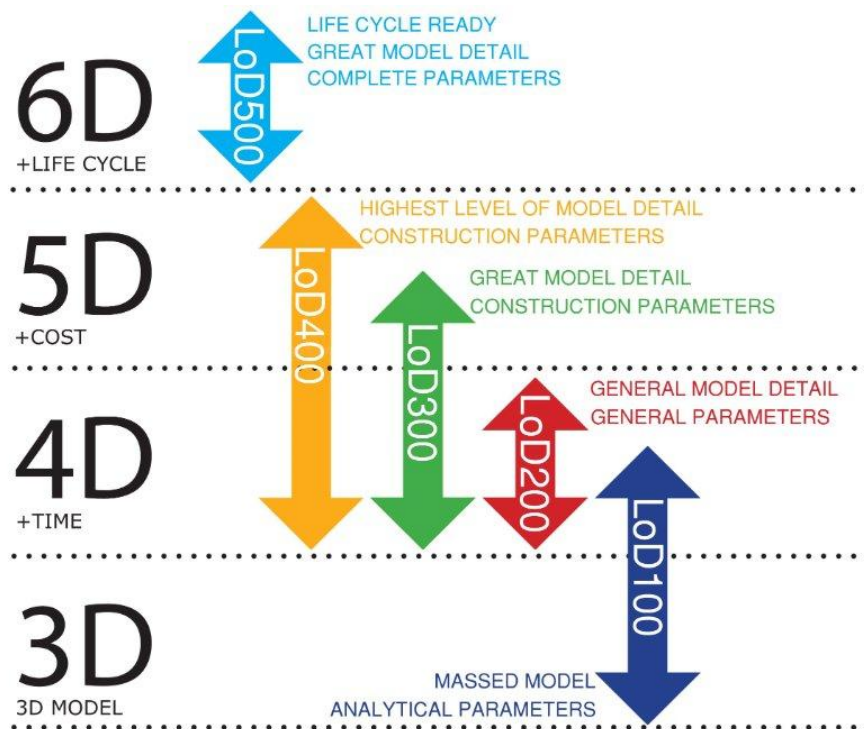 LoD500
LIFE CYCLE READY
GREAT MODEL DETAIL
COMPLETE PARAMETERS
6D
+LIFE CYCLE
LoD400
HIGHEST LEVEL OF MODEL DETAIL
CONSTRUCTION PARAMETERS
5D
+COST
LoD300
GREAT MODEL DETAIL
CONSTRUCTION PARAMETERS
LoD200
GENERAL MODEL DETAIL
GENERAL PARAMETERS
4D
+TIME
LoD100
3D
3D MODEL
MASSED MODEL
ANALYTICAL PARAMETERS